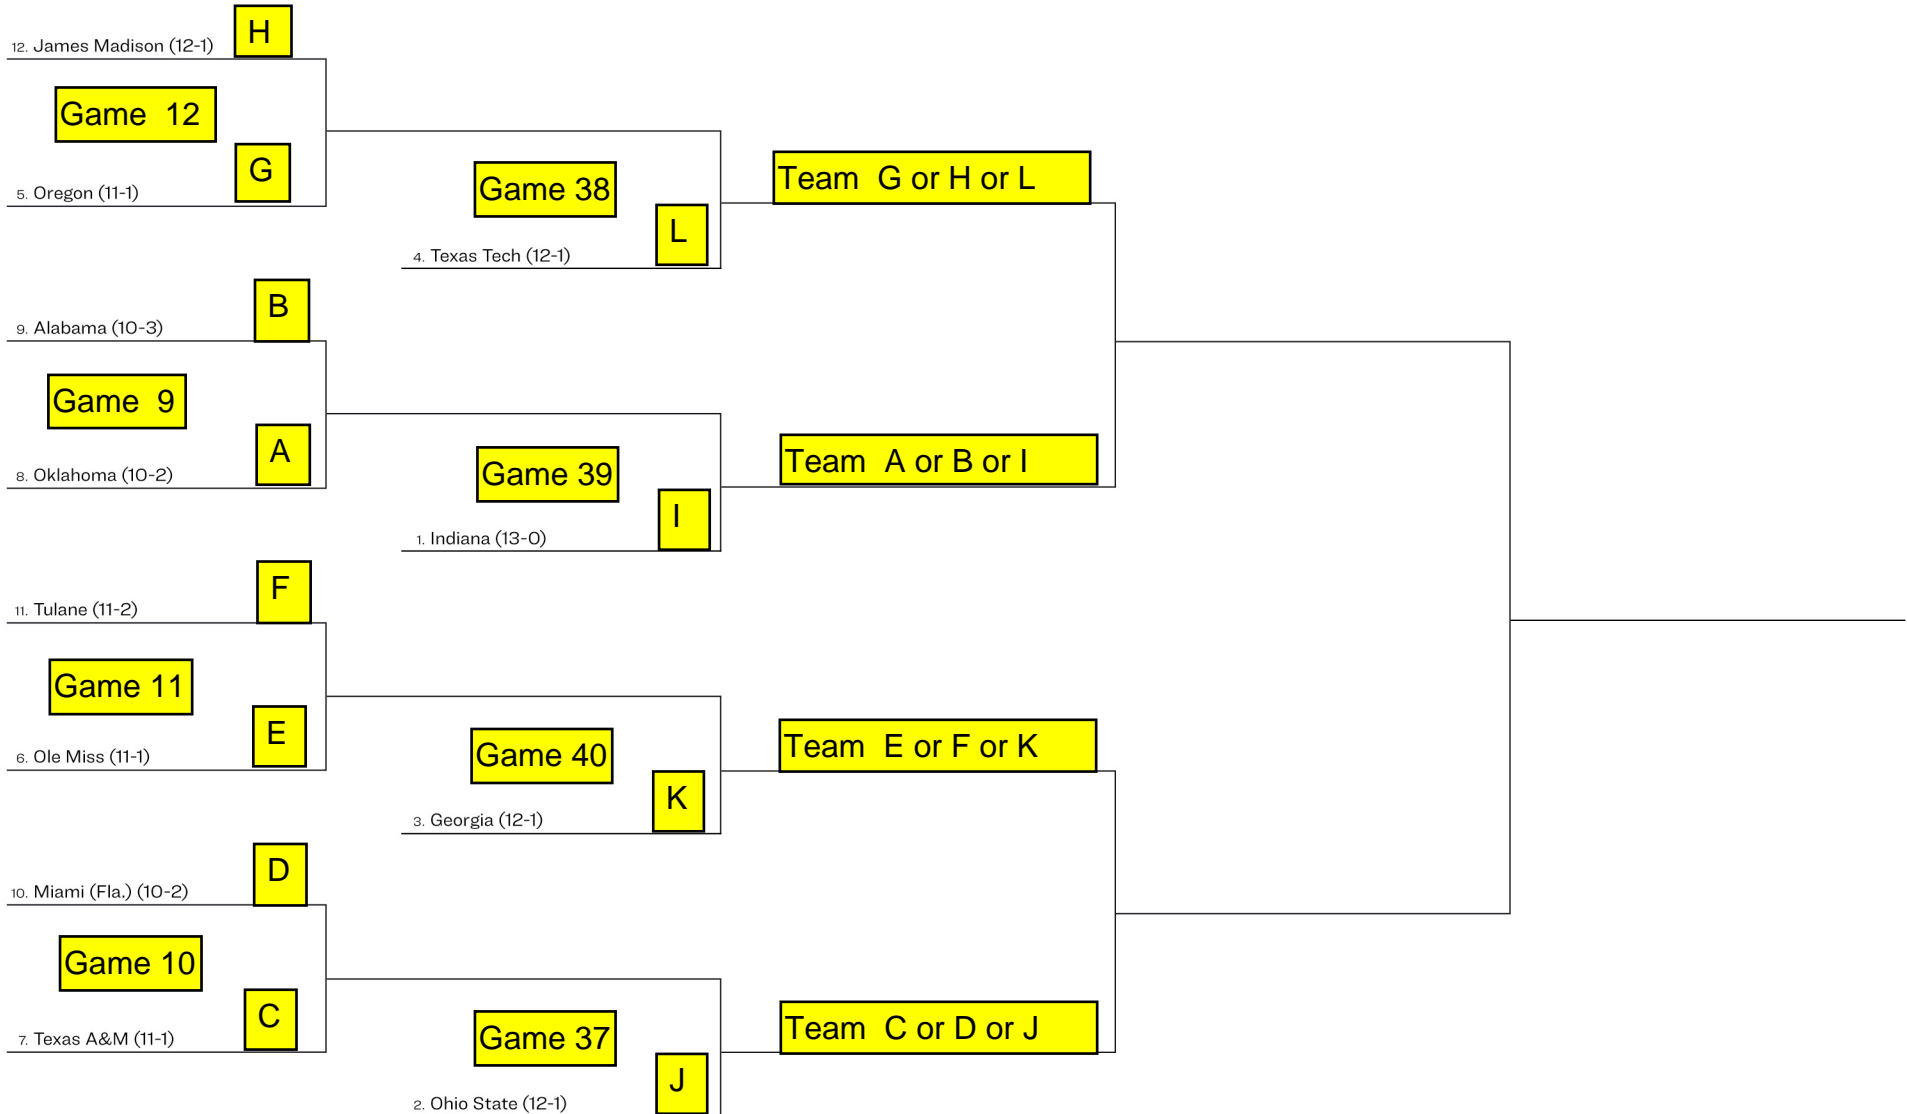 H
12. James Madison (12-1)
Game 12
G
5. Oregon (11-1)
Game 38
Team G or H or L
L
4. Texas Tech (12-1)
B
9. Alabama (10-3)
Game 9
A
8. Oklahoma (10-2)
Game 39
Team A or B or I
I
1. Indiana (13-0)
F
11. Tulane (11-2)
Game 11
E
6. Ole Miss (11-1)
Game 40
Team E or F or K
K
3. Georgia (12-1)
D
10. Miami (Fla.) (10-2)
Game 10
C
7. Texas A&M (11-1)
Game 37
Team C or D or J
J
2. Ohio State (12-1)